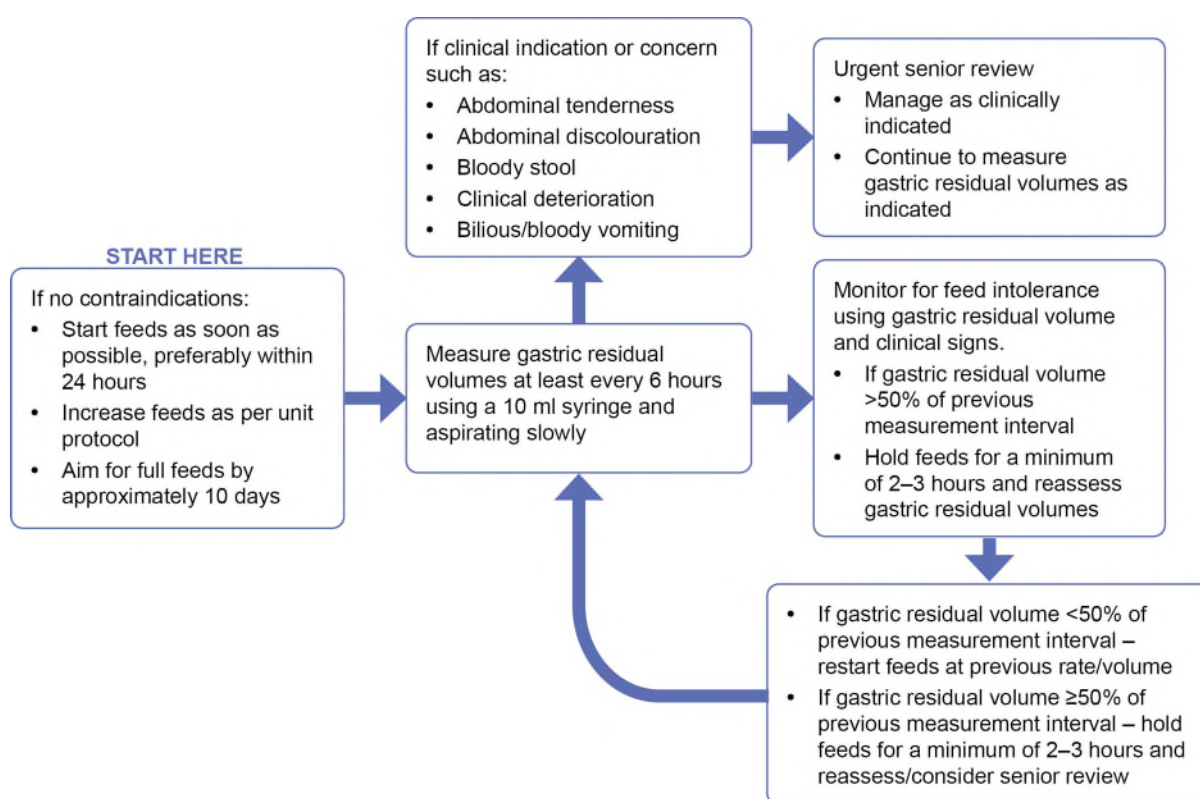 START HERE
If no contraindications:
• Start feeds as soon as
possible, preferably within
24 hours
• Increase feeds as per unit
protocol
• Aim for full feeds by
approximately 10 days
Measure gastric residual
volumes at least every 6 hours
using a 10 ml syringe and
aspirating slowly
If clinical indication or concern
such as:
• Abdominal tenderness
• Abdominal discolouration
• Bloody stool
• Clinical deterioration
• Bilious/bloody vomiting
Urgent senior review
• Manage as clinically
indicated
• Continue to measure
gastric residual volumes as
indicated
Monitor for feed intolerance
using gastric residual volume
and clinical signs.
• If gastric residual volume
>50% of previous
measurement interval
• Hold feeds for a minimum
of 2–3 hours and reassess
gastric residual volumes
• If gastric residual volume <50% of
previous measurement interval –
restart feeds at previous rate/volume
• If gastric residual volume ≥50% of
previous measurement interval – hold
feeds for a minimum of 2–3 hours and
reassess/consider senior review